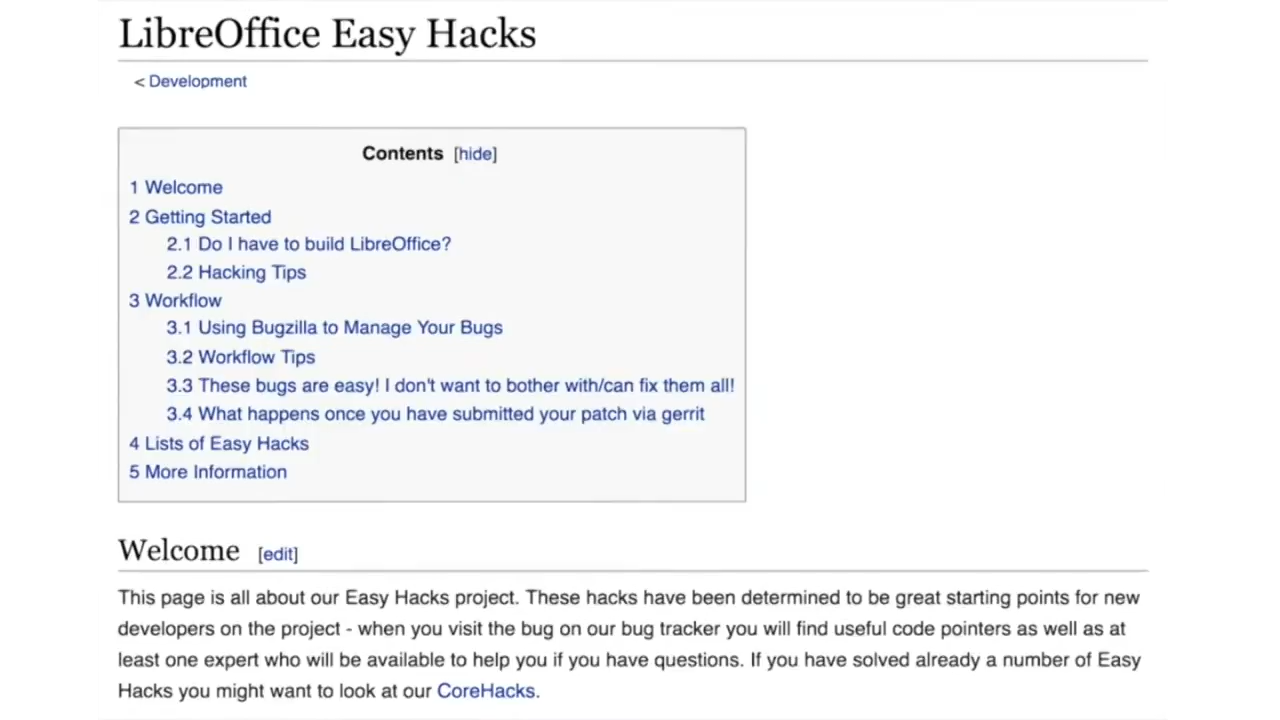 LibreOffice Easy Hacks
< Development
Contents [hide]
1 Welcome
2 Getting Started
2.1 Do I have to build LibreOffice?
2.2 Hacking Tips
3 Workflow
3.1 Using Bugzilla to Manage Your Bugs
3.2 Workflow Tips
3.3 These bugs are easy! I don't want to bother with/can fix them all!
3.4 What happens once you have submitted your patch via gerrit
4 Lists of Easy Hacks
5 More Information
Welcome [edit]
This page is all about our Easy Hacks project. These hacks have been determined to be great starting points for new
developers on the project - when you visit the bug on our bug tracker you will find useful code pointers as well as at
least one expert who will be available to help you if you have questions. If you have solved already a number of Easy
Hacks you might want to look at our CoreHacks.